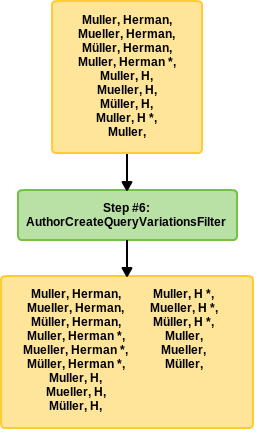 Muller, Herman,
Mueller, Herman,
Müller, Herman,
Muller, Herman *,
Muller, H,
Mueller, H,
Müller, H,
Muller, H *,
Muller,
Step #6:
AuthorCreateQueryVariationsFilter
Muller, Herman,
Mueller, Herman,
Müller, Herman,
Muller, Herman *,
Mueller, Herman *,
Müller, Herman *,
Muller, H,
Mueller, H,
Müller, H,
Muller, H *,
Mueller, H *,
Müller, H *,
Muller,
Mueller,
Müller,